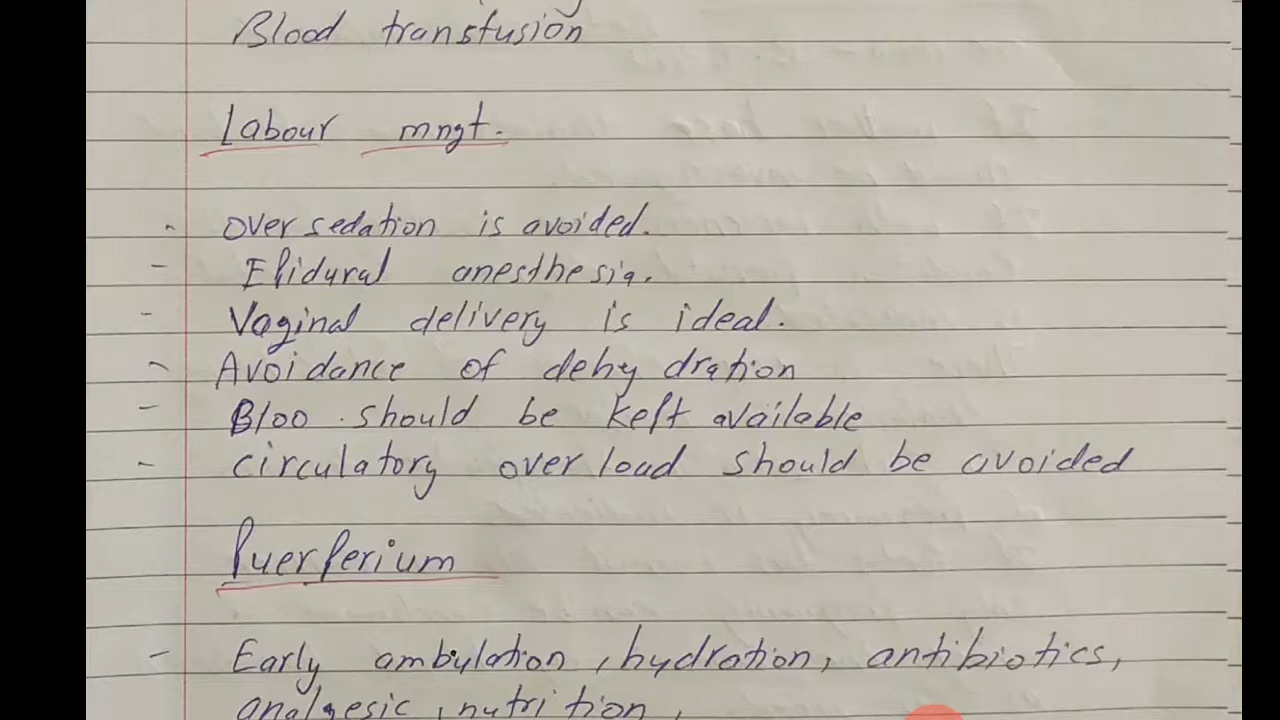 Blood transfusion
Labour mngt.
- over sedation is avoided.
- Epidural anesthesia.
- Vaginal delivery is ideal.
- Avoidance of dehydration
- Bloo should be kept available
- circulatory over load should be avoided
Puerperium
- Early ambulation, hydration, antibiotics,
analgesic, nutrition,